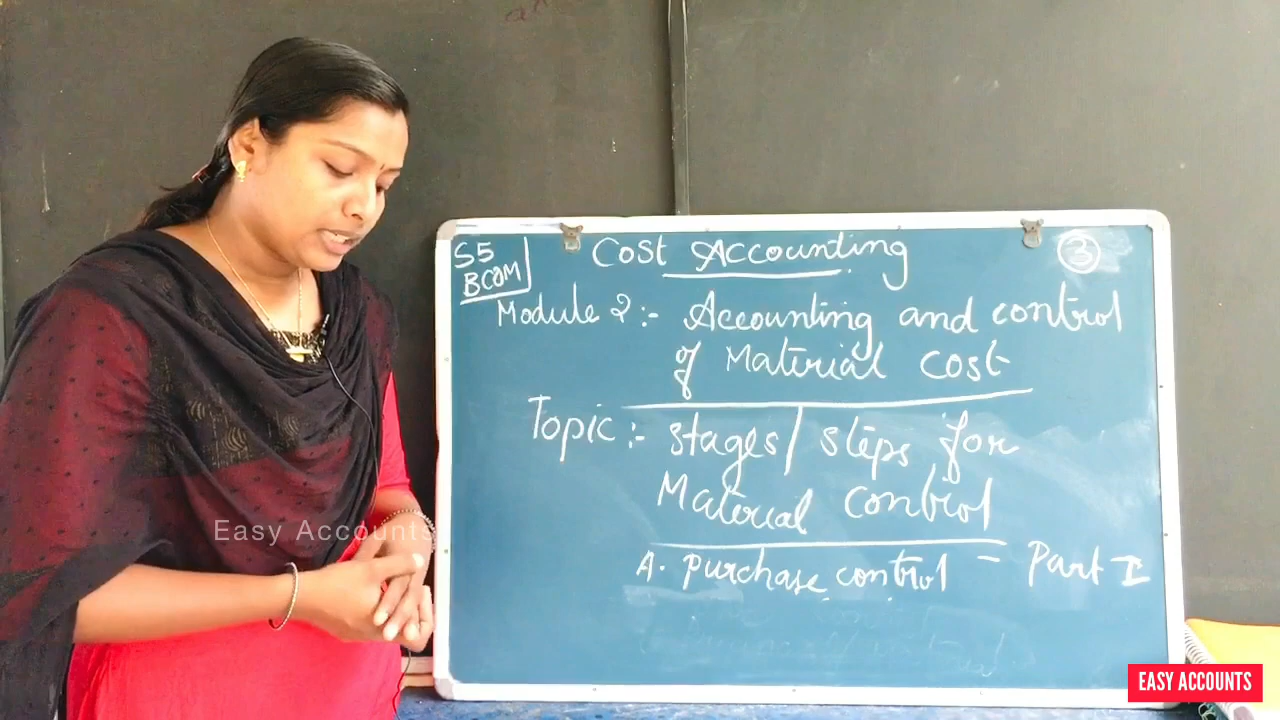 S5
BCOM
Cost Accounting
3
Module 2:- Accounting and control
of Material cost
Topic:- stages/steps for
Material control
A. purchase control - Part I
Easy Accounts
EASY ACCOUNTS